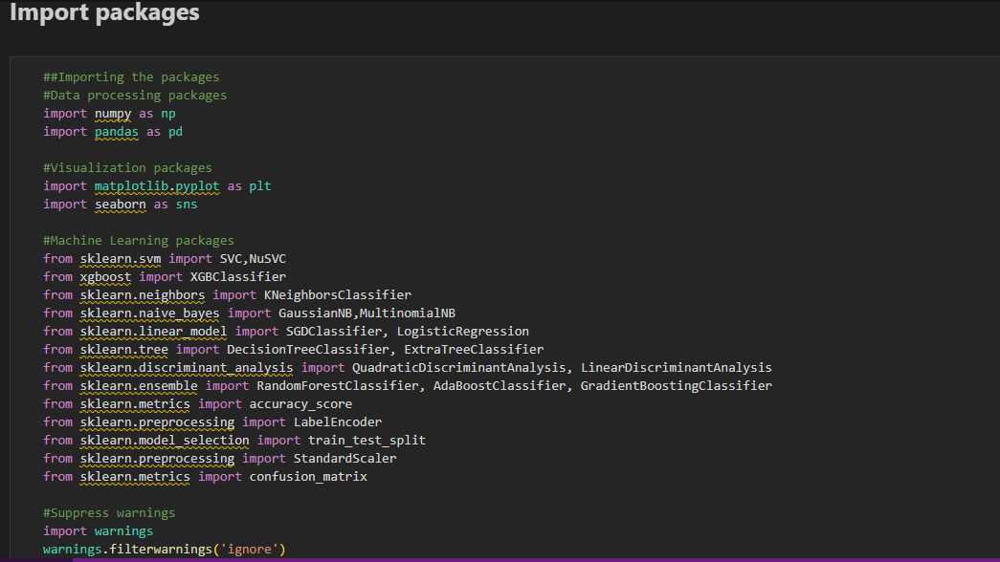 Import packages
##Importing the packages
#Data processing packages
import numpy as np
import pandas as pd
#Visualization packages
import matplotlib.pyplot as plt
import seaborn as sns
#Machine Learning packages
from sklearn.svm import SVC,NuSVC
from xgboost import XGBClassifier
from sklearn.neighbors import KNeighborsClassifier
from sklearn.naive_bayes import GaussianNB,MultinomialNB
from sklearn.linear_model import SGDClassifier, LogisticRegression
from sklearn.tree import DecisionTreeClassifier, ExtraTreeClassifier
from sklearn.discriminant_analysis import QuadraticDiscriminantAnalysis, LinearDiscriminantAnalysis
from sklearn.ensemble import RandomForestClassifier, AdaBoostClassifier, GradientBoostingClassifier
from sklearn.metrics import accuracy_score
from sklearn.preprocessing import LabelEncoder
from sklearn.model_selection import train_test_split
from sklearn.preprocessing import StandardScaler
from sklearn.metrics import confusion_matrix
#Suppress warnings
import warnings
warnings.filterwarnings('ignore')